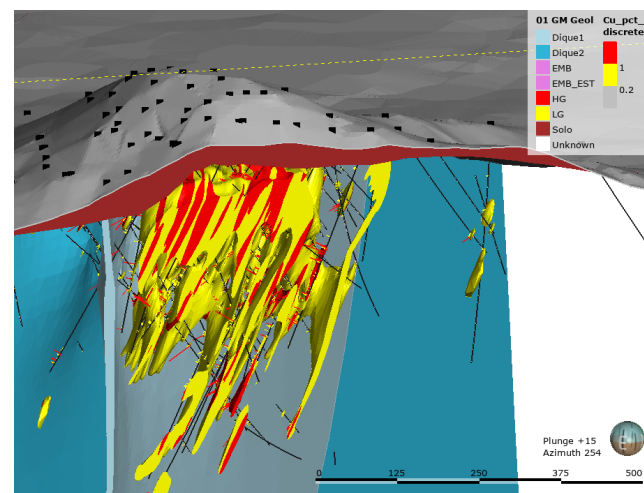 01 GM Geol
Dique1
Dique2
EMB
EMB_EST
HG
LG
Solo
Unknown
Cu_pct_
discrete
1
0.2
Plunge +15
Azimuth 254
0 125 250 375 500